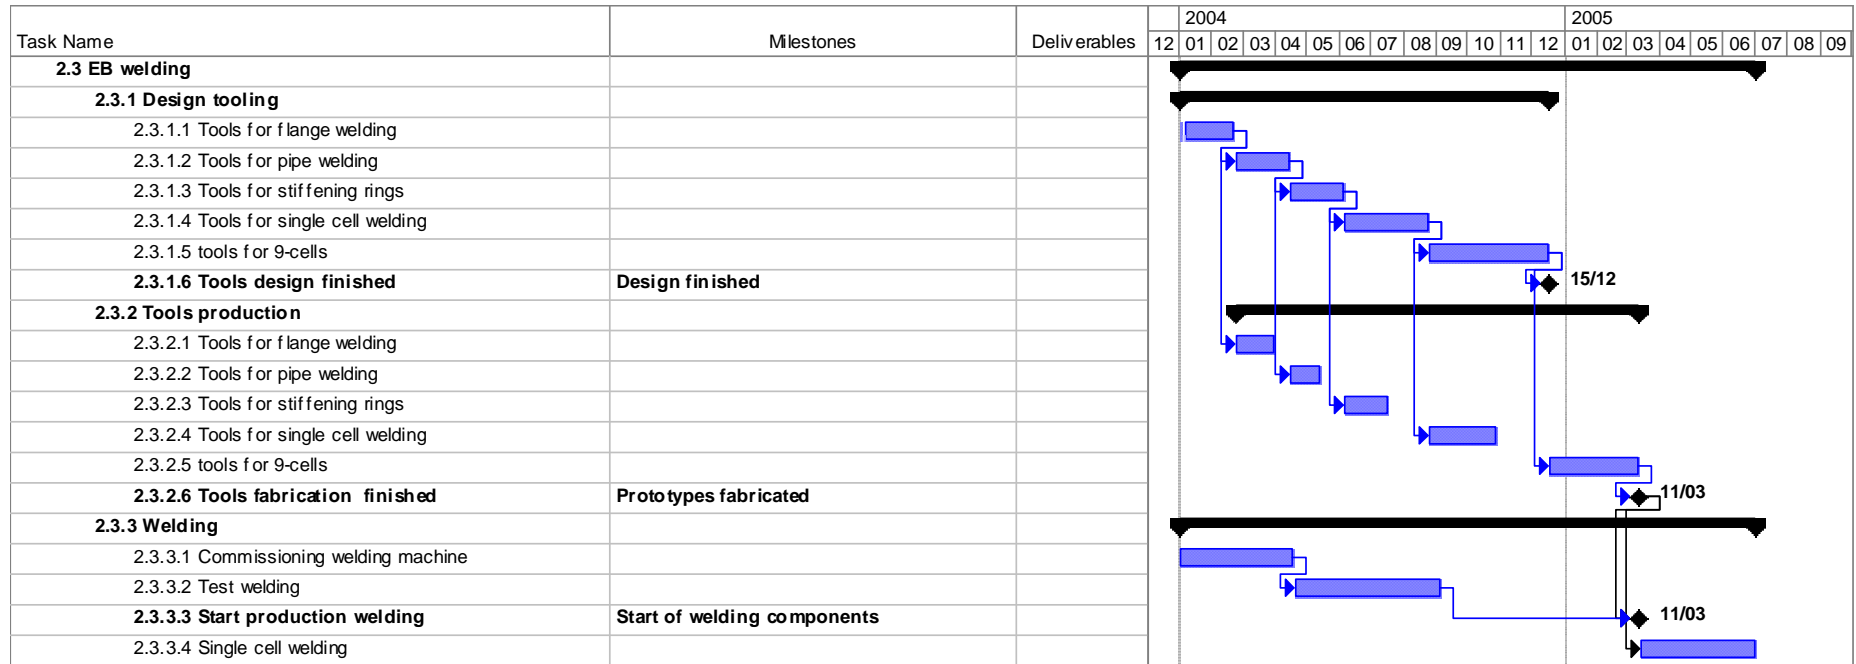 2004 2005
Task Name Milestones Deliverables 12 01 02 03 04 05 06 07 08 09 10 11 12 01 02 03 04 05 06 07 08 09
2.3 EB welding
2.3.1 Design tooling
2.3.1.1 Tools for flange welding
2.3.1.2 Tools for pipe welding
2.3.1.3 Tools for stiffening rings
2.3.1.4 Tools for single cell welding
2.3.1.5 tools for 9-cells
2.3.1.6 Tools design finished Design finished 15/12
2.3.2 Tools production
2.3.2.1 Tools for flange welding
2.3.2.2 Tools for pipe welding
2.3.2.3 Tools for stiffening rings
2.3.2.4 Tools for single cell welding
2.3.2.5 tools for 9-cells
2.3.2.6 Tools fabrication finished Prototypes fabricated 11/03
2.3.3 Welding
2.3.3.1 Commissioning welding machine
2.3.3.2 Test welding
2.3.3.3 Start production welding Start of welding components 11/03
2.3.3.4 Single cell welding